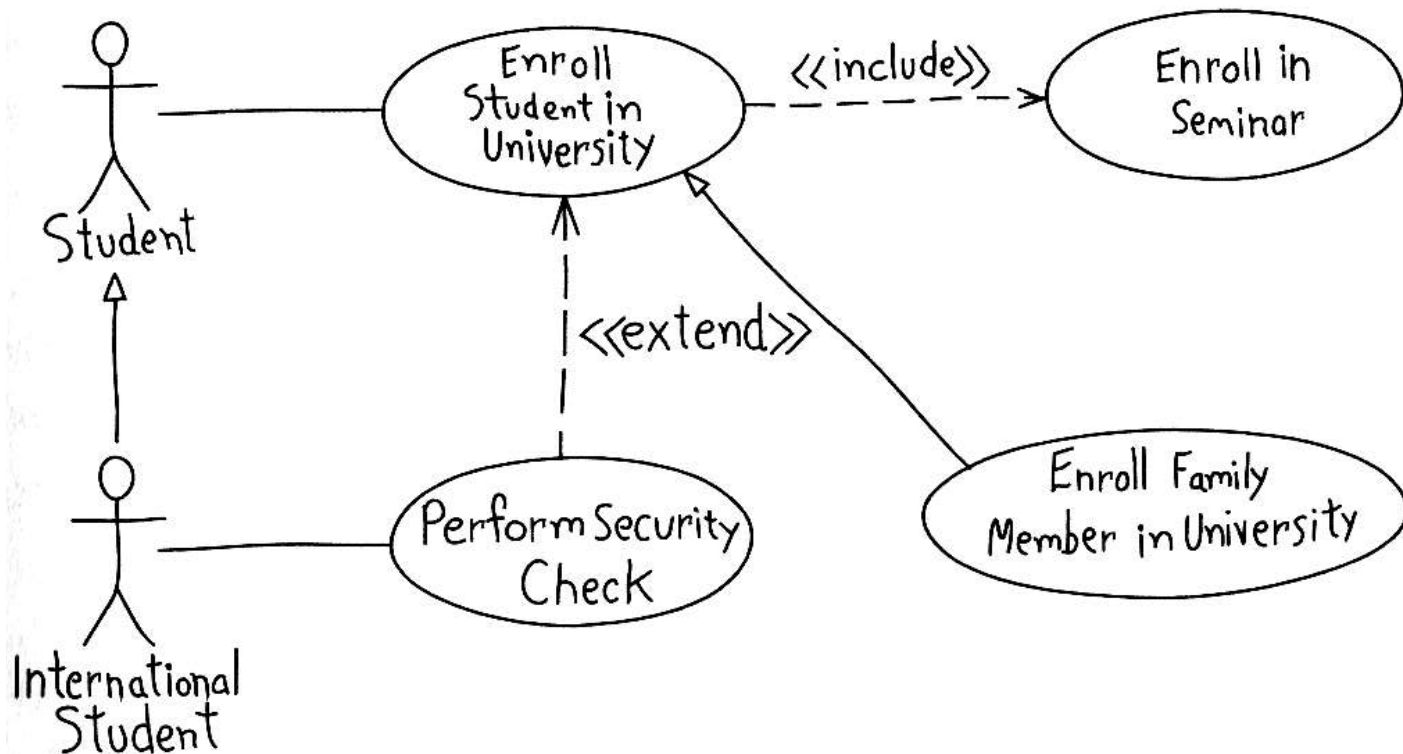 Enroll
Student in
University
<<include>>
Enroll in
Seminar
Student
<<extend>>
Enroll Family
Member in University
Perform Security
Check
International
Student